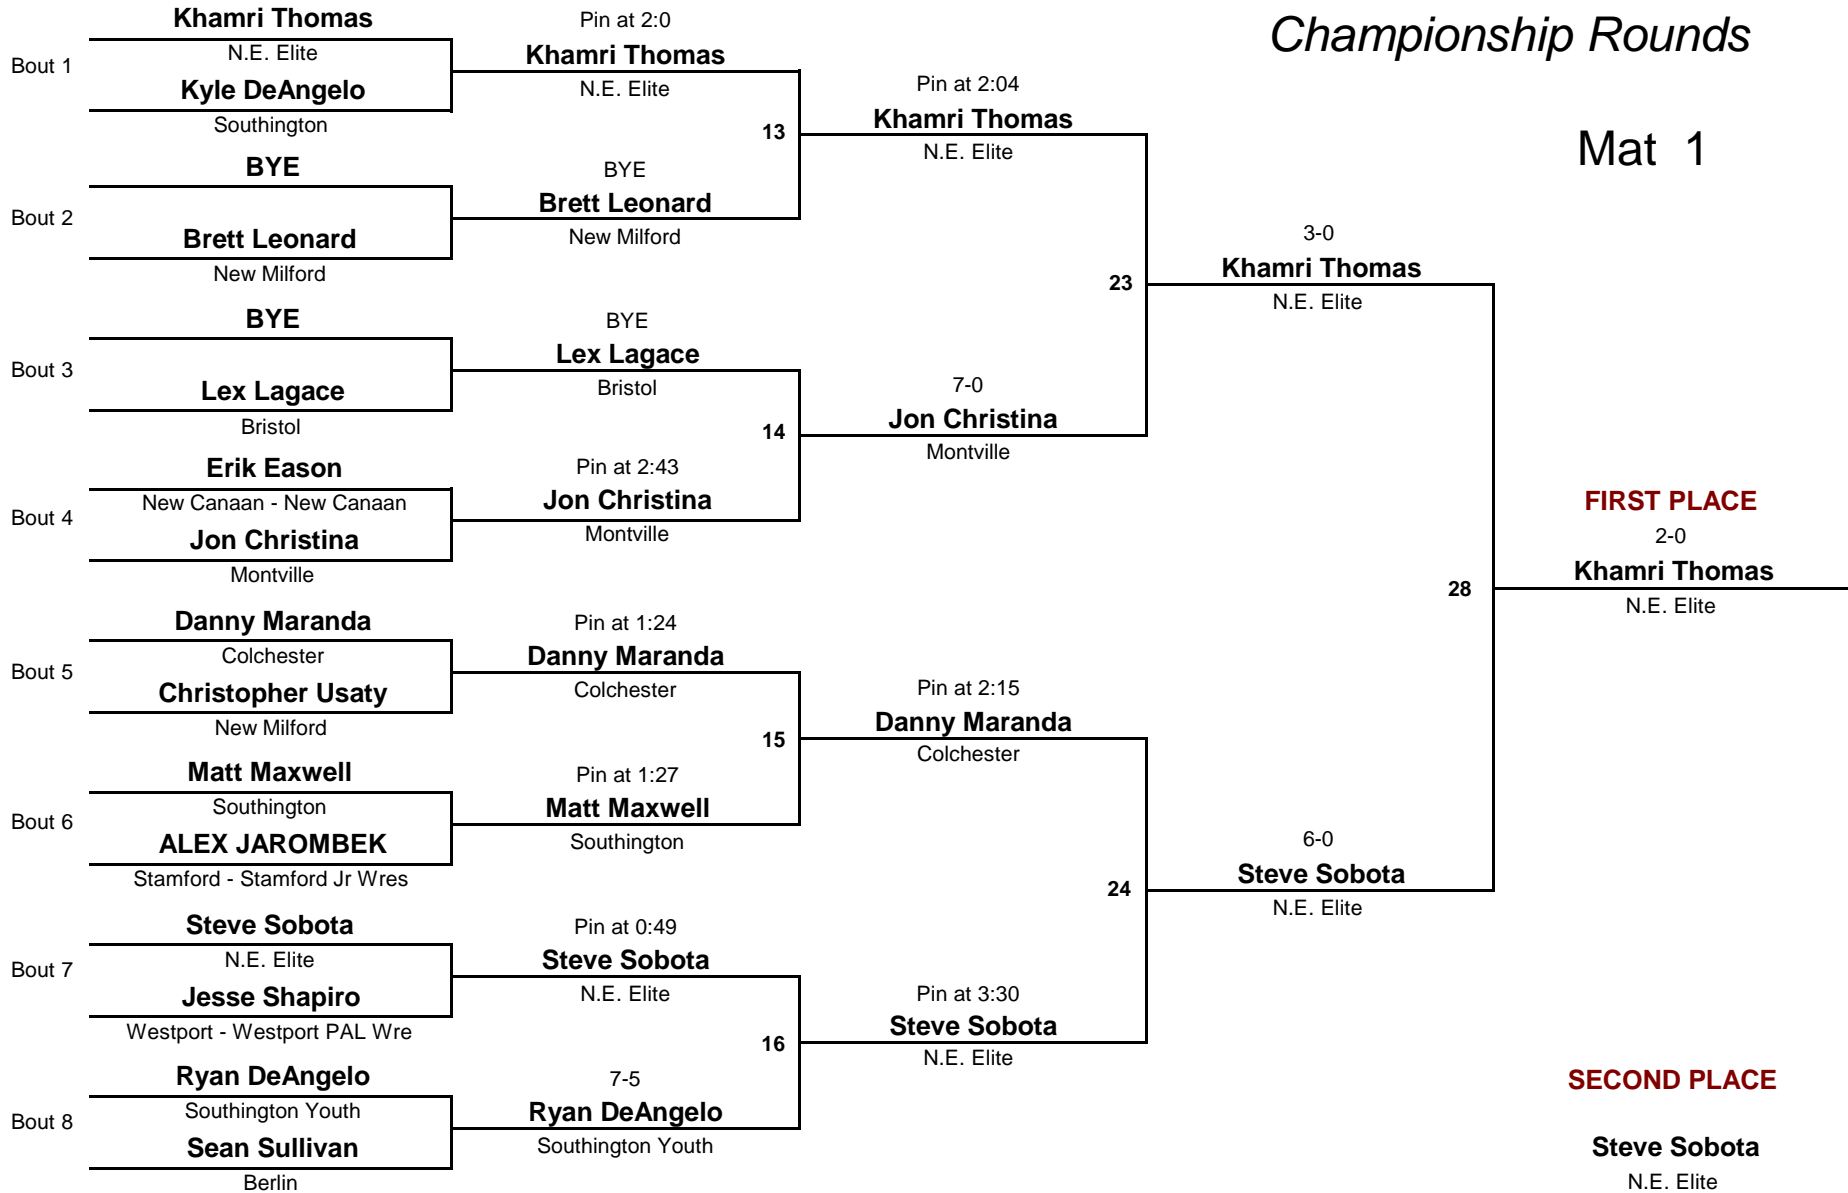 Championship Rounds
Mat 1
Bout 1
Khamri Thomas
N.E. Elite
Kyle DeAngelo
Southington
Bout 2
BYE
Brett Leonard
New Milford
Bout 3
BYE
Lex Lagace
Bristol
Bout 4
Erik Eason
New Canaan - New Canaan
Jon Christina
Montville
Bout 5
Danny Maranda
Colchester
Christopher Usaty
New Milford
Bout 6
Matt Maxwell
Southington
ALEX JAROMBEK
Stamford - Stamford Jr Wres
Bout 7
Steve Sobota
N.E. Elite
Jesse Shapiro
Westport - Westport PAL Wre
Bout 8
Ryan DeAngelo
Southington Youth
Sean Sullivan
Berlin
Pin at 2:0
Khamri Thomas
N.E. Elite
13
BYE
Brett Leonard
New Milford
BYE
Lex Lagace
Bristol
14
Pin at 2:43
Jon Christina
Montville
Pin at 1:24
Danny Maranda
Colchester
15
Pin at 1:27
Matt Maxwell
Southington
Pin at 0:49
Steve Sobota
N.E. Elite
16
7-5
Ryan DeAngelo
Southington Youth
Pin at 2:04
Khamri Thomas
N.E. Elite
23
7-0
Jon Christina
Montville
Pin at 2:15
Danny Maranda
Colchester
24
Pin at 3:30
Steve Sobota
N.E. Elite
3-0
Khamri Thomas
N.E. Elite
28
6-0
Steve Sobota
N.E. Elite
FIRST PLACE
2-0
Khamri Thomas
N.E. Elite
SECOND PLACE
Steve Sobota
N.E. Elite